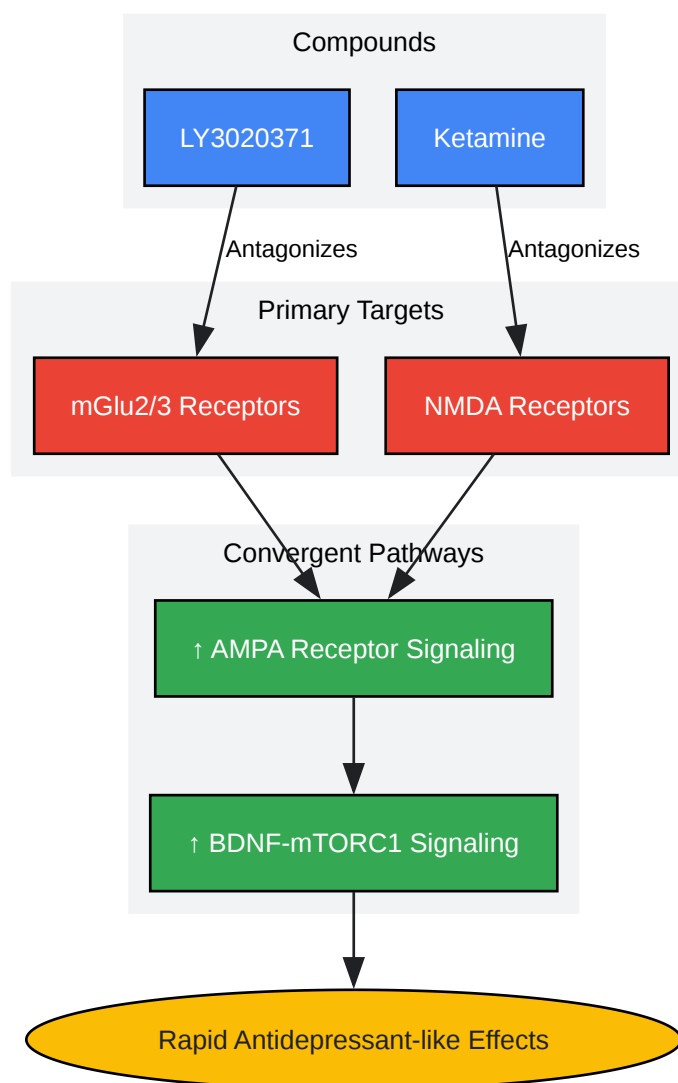 Compounds
LY3020371
Ketamine
Antagonizes
Antagonizes
Primary Targets
mGlu2/3 Receptors
NMDA Receptors
Convergent Pathways
↑ AMPA Receptor Signaling
↑ BDNF-mTORC1 Signaling
Rapid Antidepressant-like Effects